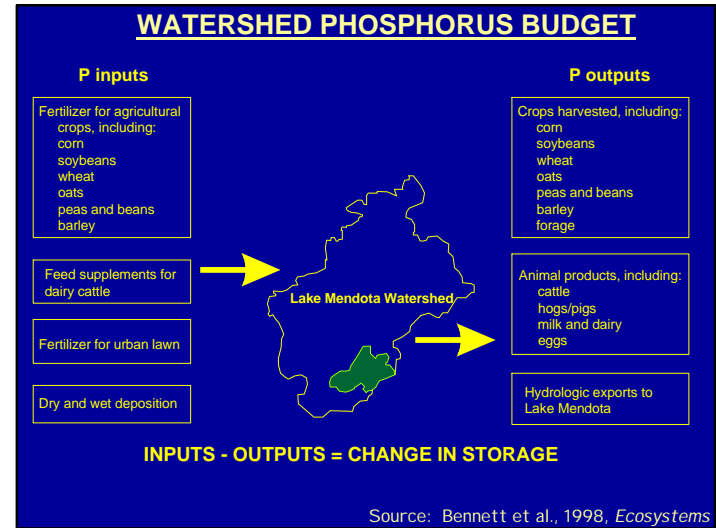 WATERSHED PHOSPHORUS BUDGET
P inputs
Fertilizer for agricultural
crops, including:
corn
soybeans
wheat
oats
peas and beans
barley
Feed supplements for
dairy cattle
Fertilizer for urban lawn
Dry and wet deposition
Lake Mendota Watershed
P outputs
Crops harvested, including:
corn
soybeans
wheat
oats
peas and beans
barley
forage
Animal products, including:
cattle
hogs/pigs
milk and dairy
eggs
Hydrologic exports to
Lake Mendota
INPUTS - OUTPUTS = CHANGE IN STORAGE
Source: Bennett et al., 1998, Ecosystems